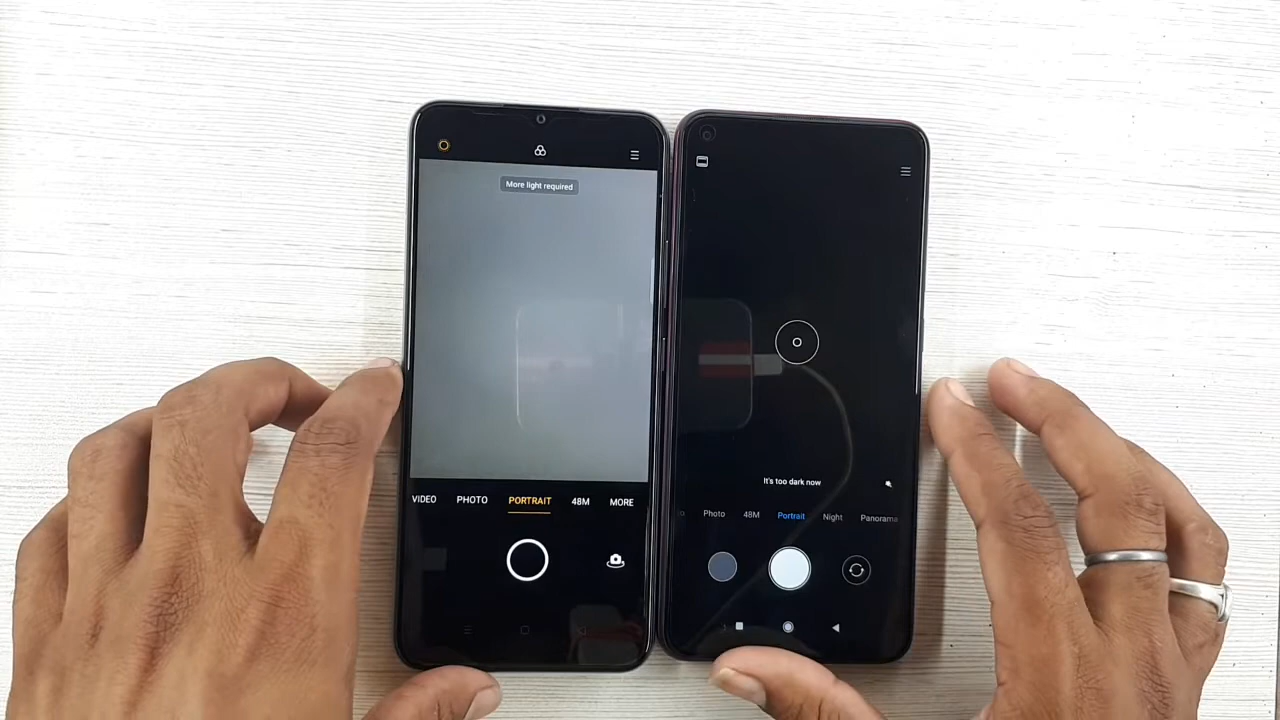 More light required
VIDEO PHOTO PORTRAIT 48M MORE
It's too dark now
Photo 48M Portrait Night Panorama